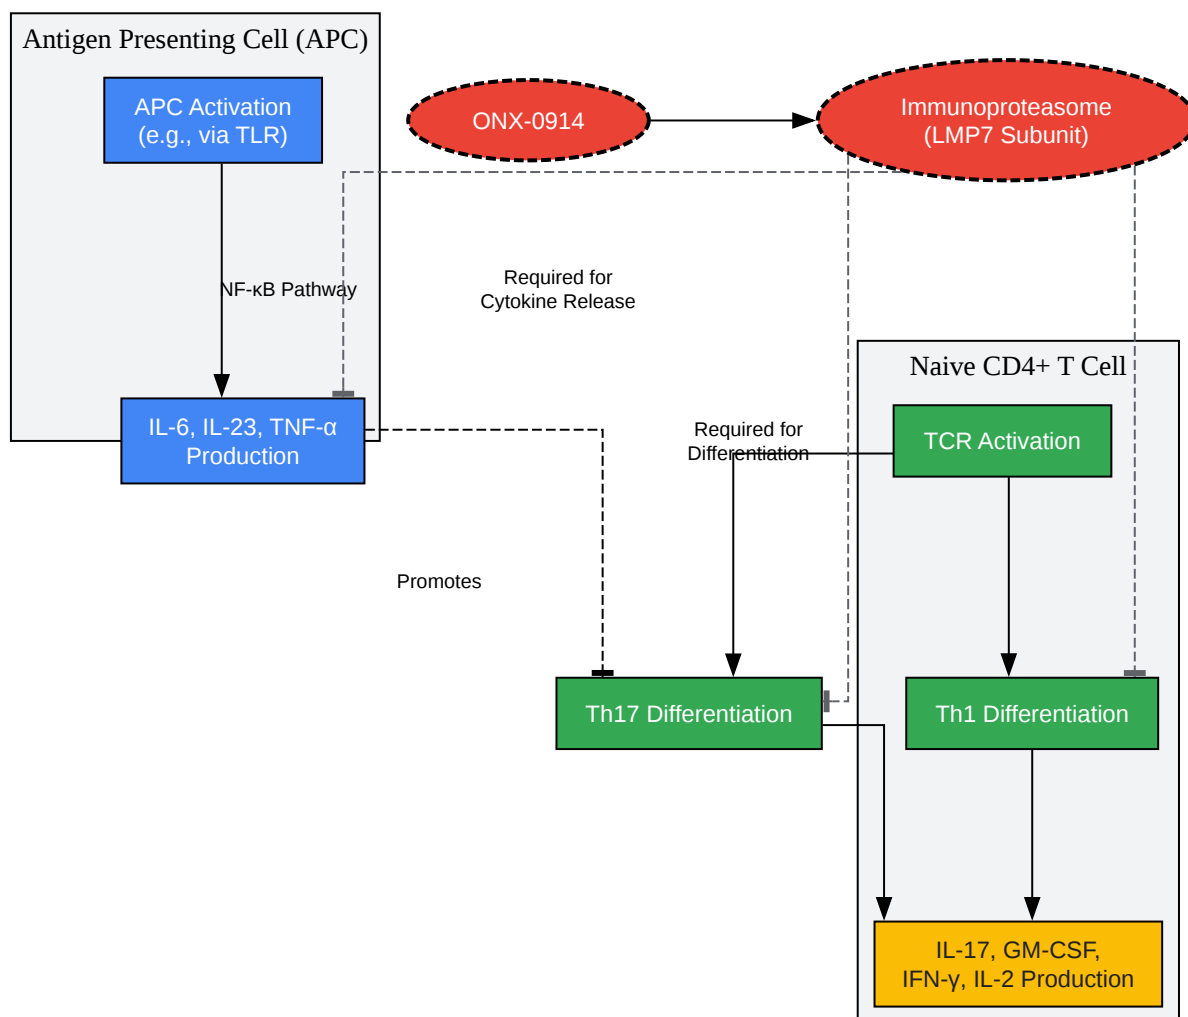 Antigen Presenting Cell (APC)
APC Activation
(e.g., via TLR)
ONX-0914
Immunoproteasome
(LMP7 Subunit)
NF-κB Pathway
Required for
Cytokine Release
Naive CD4+ T Cell
IL-6, IL-23, TNF-α
Production
Required for
Differentiation
TCR Activation
Promotes
Th17 Differentiation
Th1 Differentiation
IL-17, GM-CSF,
IFN-γ, IL-2 Production